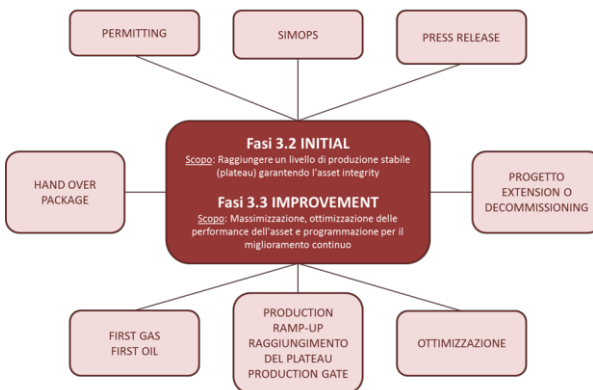 PERMITTING
SIMOPS
PRESS RELEASE
Fasi 3.2 INITIAL
Scopo: Raggiungere un livello di produzione stabile
(plateau) garantendo l'asset integrity
Fasi 3.3 IMPROVEMENT
Scopo: Massimizzazione, ottimizzazione delle
performance dell'asset e programmazione per il
miglioramento continuo
HAND OVER
PACKAGE
PROGETTO
EXTENSION O
DECOMMISSIONING
FIRST GAS
FIRST OIL
PRODUCTION
RAMP-UP
RAGGIUNGIMENTO
DEL PLATEAU
PRODUCTION GATE
OTTIMIZZAZIONE